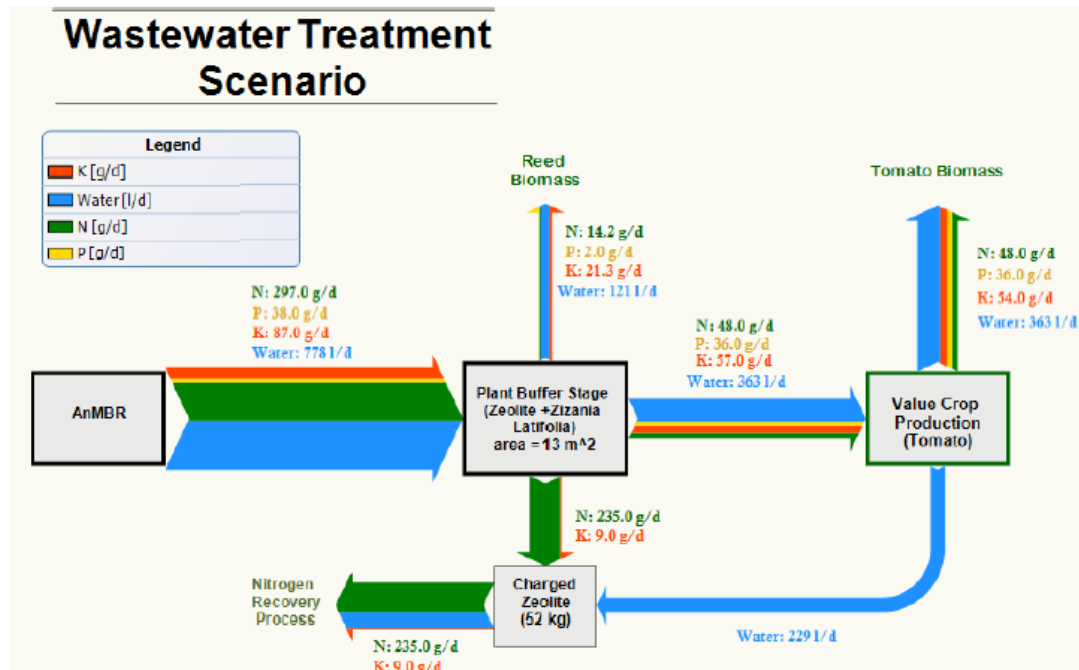 Wastewater Treatment
Scenario
Legend
K [g/d]
Water [l/d]
N [g/d]
P [g/d]
Reed
Biomass
Tomato Biomass
N: 14.2 g/d
P: 2.0 g/d
K: 21.3 g/d
Water: 121 l/d
N: 48.0 g/d
P: 36.0 g/d
K: 54.0 g/d
Water: 363 l/d
N: 297.0 g/d
P: 38.0 g/d
K: 87.0 g/d
Water: 778 l/d
N: 48.0 g/d
P: 36.0 g/d
K: 57.0 g/d
Water: 363 l/d
AnMBR
Plant Buffer Stage
(Zeolite +Zizania
Latifolia)
area = 13 m^2
Value Crop
Production
(Tomato)
N: 235.0 g/d
K: 9.0 g/d
Nitrogen
Recovery
Process
Charged
Zeolite
(52 kg)
Water: 229 l/d
N: 235.0 g/d
K: 9.0 g/d